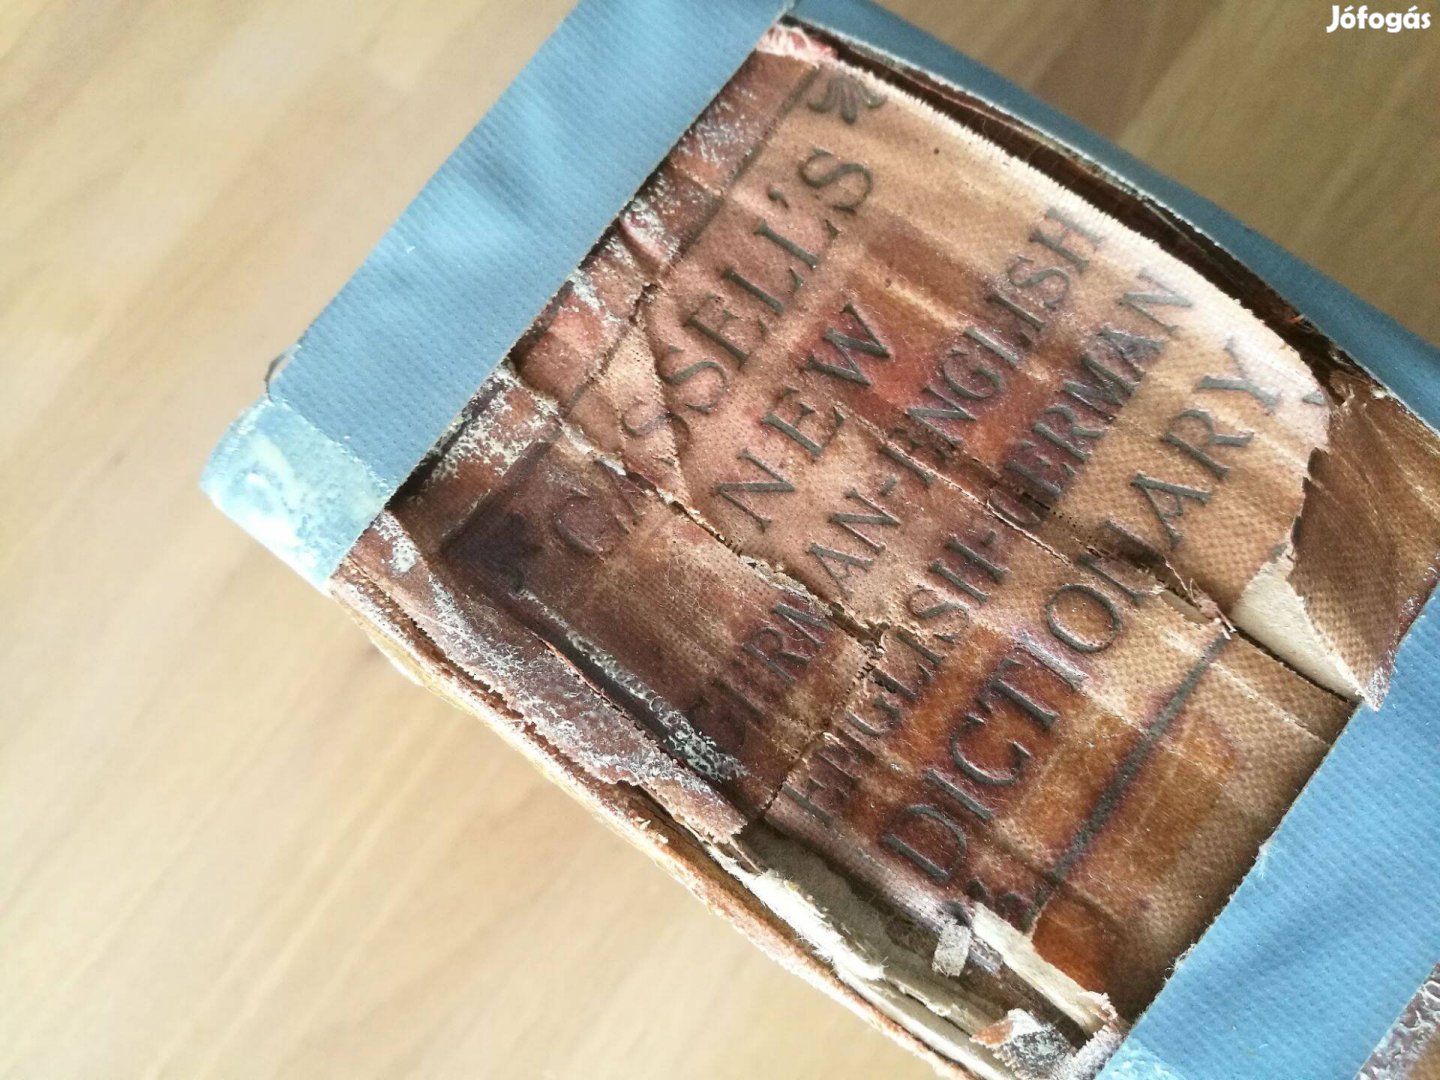 Jófogás
CASSELL'S
NEW
GERMAN-ENGLISH
ENGLISH-GERMAN
DICTIONARY